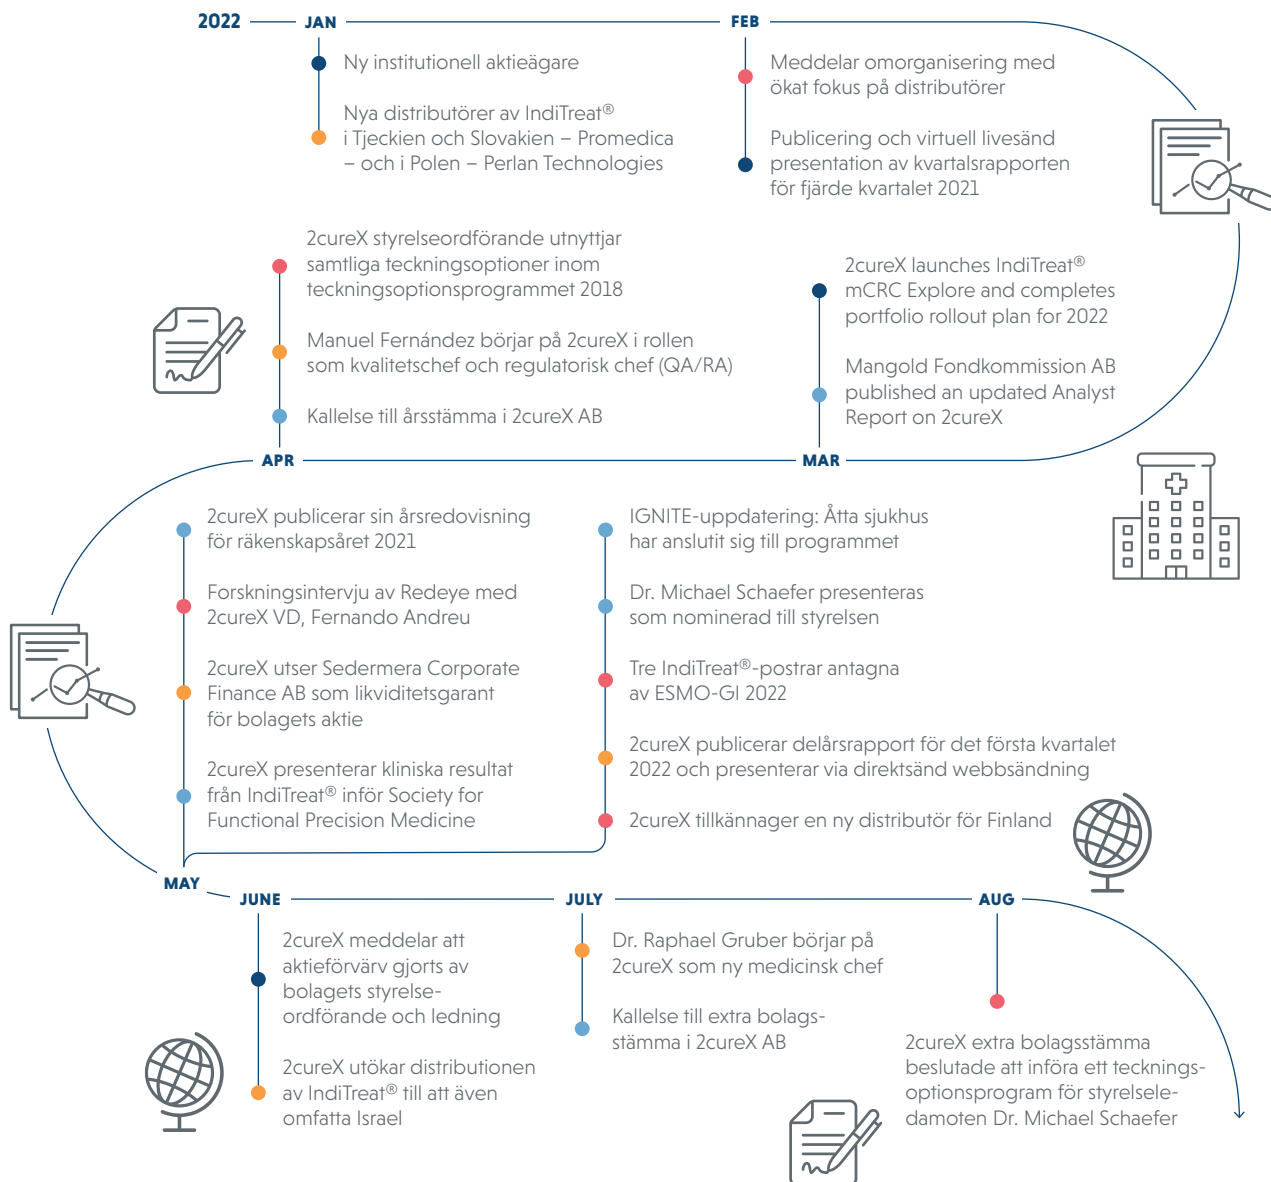 2022
JAN
Ny institutionell aktieägare
Nya distributörer av IndiTreat®
i Tjeckien och Slovakien – Promedica
– och i Polen – Perlan Technologies
FEB
Meddelar omorganisering med
ökat fokus på distributörer
Publicering och virtuell livesänd
presentation av kvartalsrapporten
för fjärde kvartalet 2021
2cureX launches IndiTreat®
mCRC Explore and completes
portfolio rollout plan for 2022
Mangold Fondkommission AB
published an updated Analyst
Report on 2cureX
MAR
2cureX styrelseordförande utnyttjar
samtliga teckningsoptioner inom
teckningsoptionsprogrammet 2018
Manuel Fernández börjar på 2cureX i rollen
som kvalitetschef och regulatorisk chef (QA/RA)
Kallelse till årsstämma i 2cureX AB
APR
2cureX publicerar sin årsredovisning
för räkenskapsåret 2021
Forskningsintervju av Redeye med
2cureX VD, Fernando Andreu
2cureX utser Sedermera Corporate
Finance AB som likviditetsgarant
för bolagets aktie
2cureX presenterar kliniska resultat
från IndiTreat® inför Society for
Functional Precision Medicine
IGNITE-uppdatering: Åtta sjukhus
har anslutit sig till programmet
Dr. Michael Schaefer presenteras
som nominerad till styrelsen
Tre IndiTreat®-postrar antagna
av ESMO-GI 2022
2cureX publicerar delårsrapport för det första kvartalet
2022 och presenterar via direktsänd webbsändning
2cureX tillkännager en ny distributör för Finland
MAY
JUNE
2cureX meddelar att
aktieförvärv gjorts av
bolagets styrelse-
ordförande och ledning
2cureX utökar distributionen
av IndiTreat® till att även
omfatta Israel
JULY
Dr. Raphael Gruber börjar på
2cureX som ny medicinsk chef
Kallelse till extra bolags-
stämma i 2cureX AB
AUG
2cureX extra bolagsstämma
beslutade att införa ett tecknings-
optionsprogram för styrelsele-
damoten Dr. Michael Schaefer